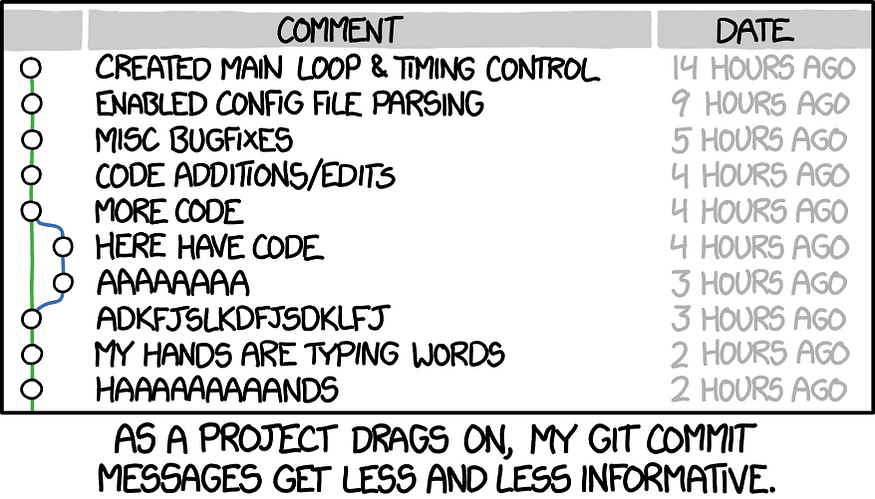 COMMENT DATE
CREATED MAIN LOOP & TIMING CONTROL 14 HOURS AGO
ENABLED CONFIG FILE PARSING 9 HOURS AGO
MISC BUGFIXES 5 HOURS AGO
CODE ADDITIONS/EDITS 4 HOURS AGO
MORE CODE 4 HOURS AGO
HERE HAVE CODE 4 HOURS AGO
AAAAAAAA 3 HOURS AGO
ADKFJSLKDFJSDKLFJ 3 HOURS AGO
MY HANDS ARE TYPING WORDS 2 HOURS AGO
HAAAAAAAAANDS 2 HOURS AGO
AS A PROJECT DRAGS ON, MY GIT COMMIT
MESSAGES GET LESS AND LESS INFORMATIVE.